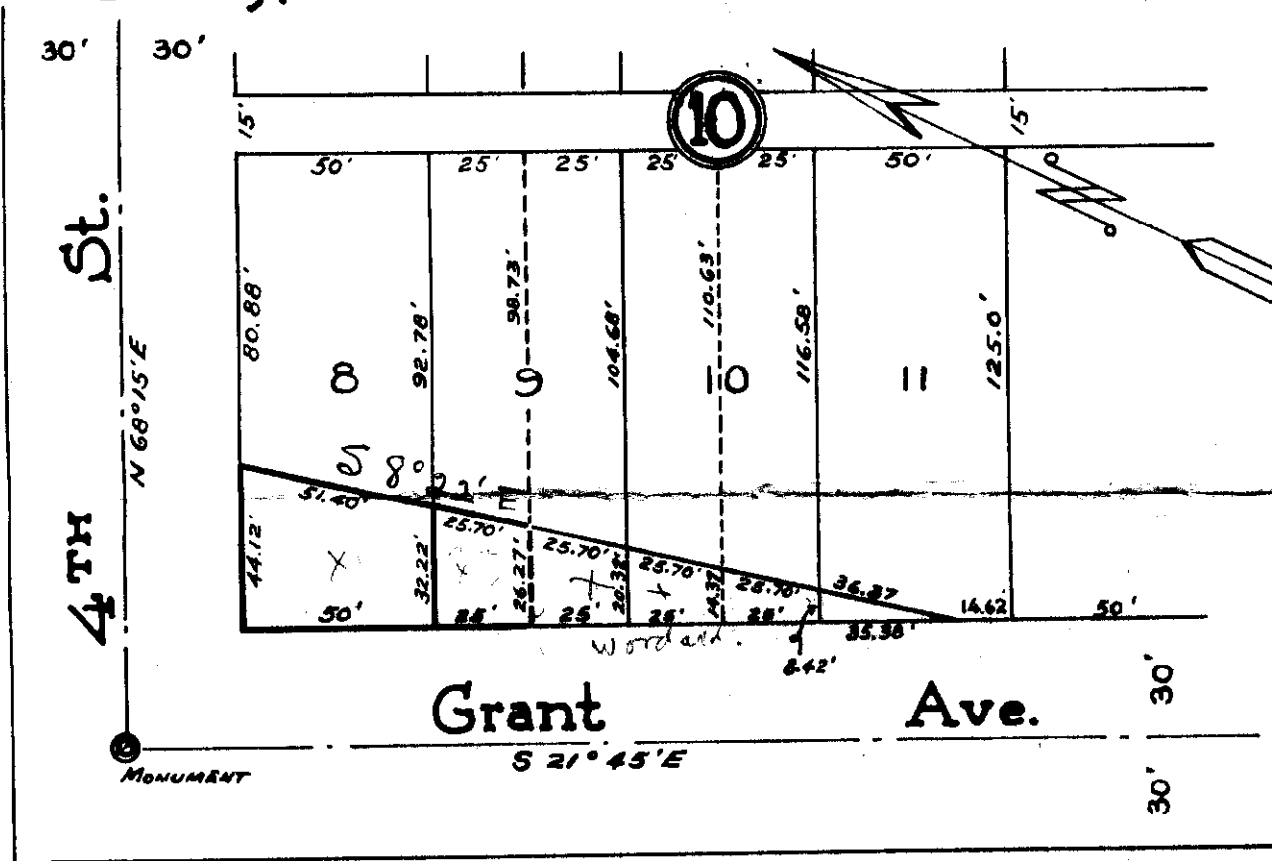 30' 30'
10
15' 15'
50' 25' 25' 25' 25' 50'
4TH St.
N 68°15'E
80.88' 92.78' 98.73' 104.68' 110.63' 116.58' 125.0'
8 9 10 11
S 8° E
51.40' 25.70' 25.70' 25.70' 25.70' 36.37
44.12' 32.22' 26.27' 20.32' 14.37 8.42'
50' 25' 25' 25' 25' 35.38' 14.62' 50'
Grant Ave.
S 21°45'E
MONUMENT
30'
30'